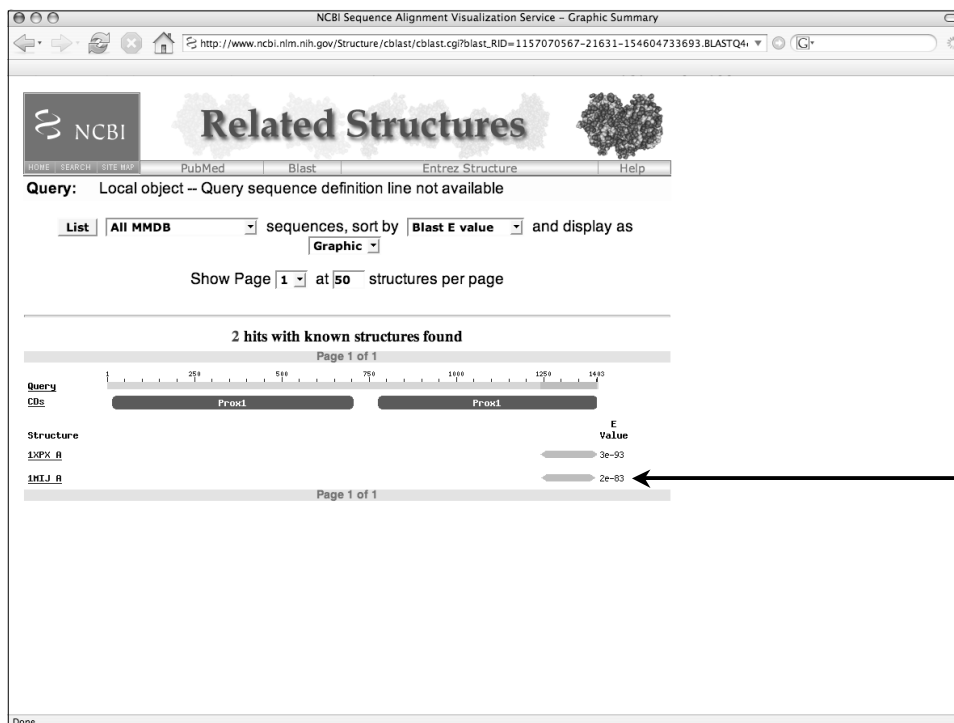 NCBI Sequence Alignment Visualization Service – Graphic Summary
http://www.ncbi.nlm.nih.gov/Structure/cblast/cblast.cgi?blast_RID=1157070567-21631-154604733693.BLASTQ4
G
NCBI
Related Structures
HOME SEARCH SITE MAP PubMed Blast Entrez Structure Help
Query: Local object -- Query sequence definition line not available
List All MMDB sequences, sort by Blast E value and display as
Graphic
Show Page 1 at 50 structures per page
2 hits with known structures found
Page 1 of 1
1 250 500 750 1000 1250 1403
Query
CDs Prox1 Prox1
E
Structure Value
1XPX A 3e-93
1MIJ A 2e-83
Page 1 of 1
Done